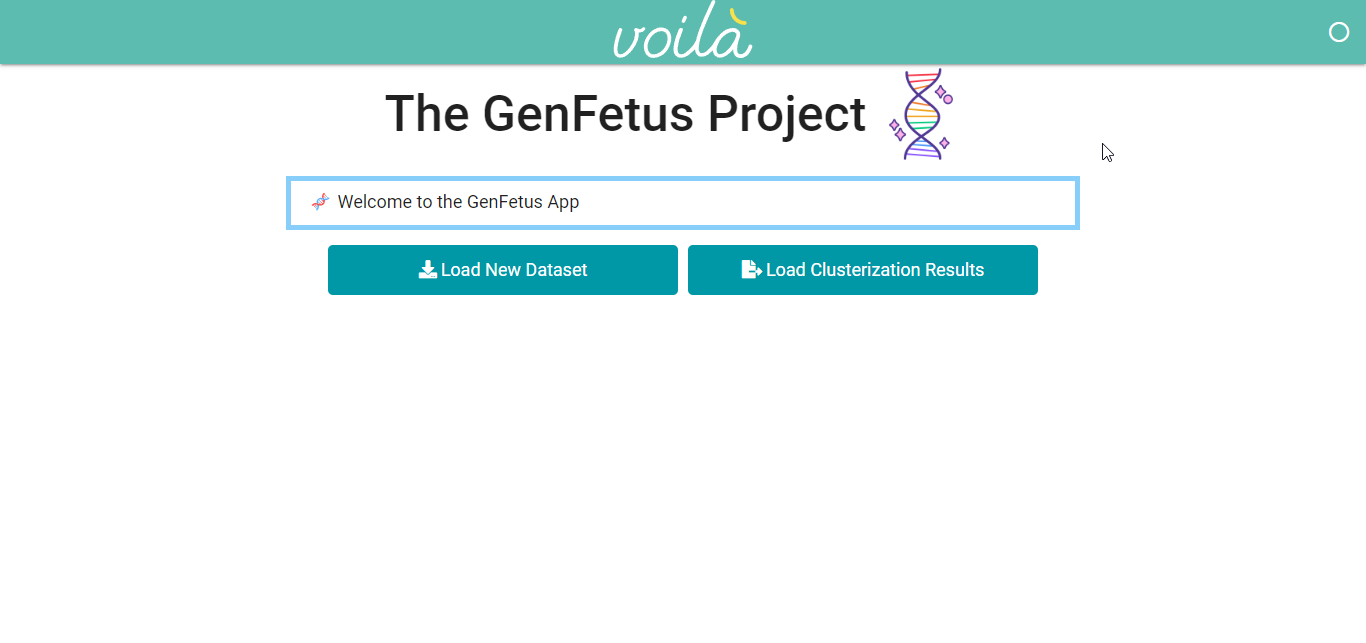 voilà
The GenFetus Project
Welcome to the GenFetus App
Load New Dataset
Load Clusterization Results